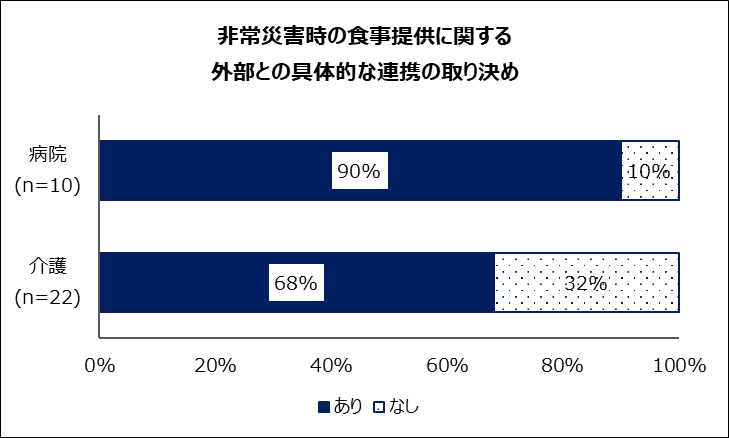 非常災害時の食事提供に関する
外部との具体的な連携の取り決め
病院
(n=10)
90%
10%
介護
(n=22)
68%
32%
0%
20%
40%
60%
80%
100%
あり
なし